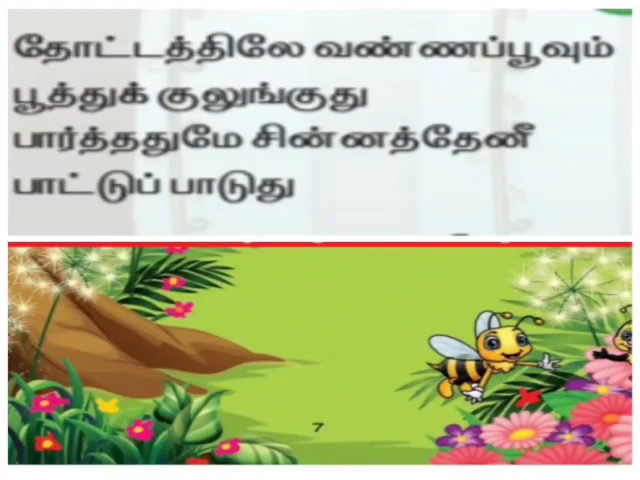 தோட்டத்திலே வண்ணப்பூவும்
பூத்துக் குலுங்குது
பார்த்ததுமே சின்னத்தேனீ
பாட்டுப் பாடுது
7